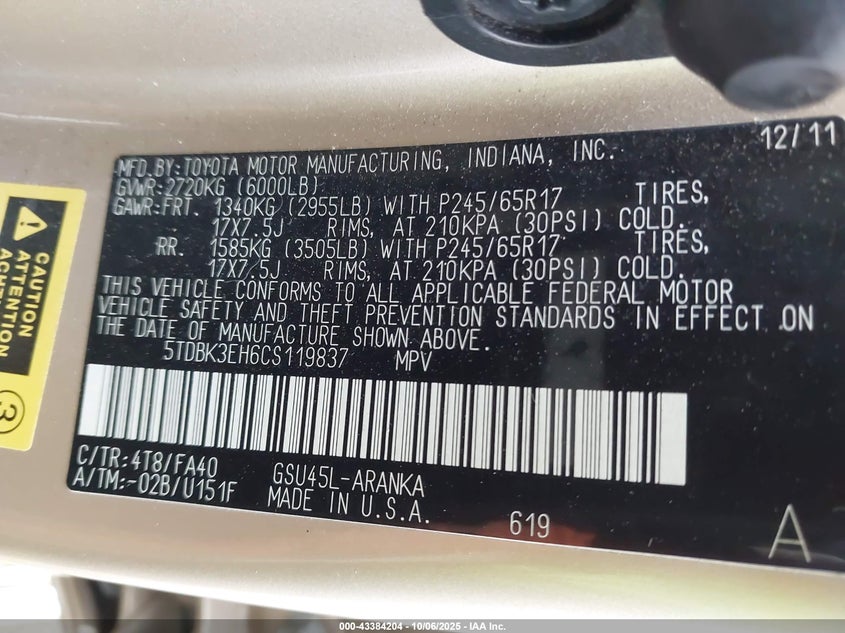 12/11
MFD.BY:TOYOTA MOTOR MANUFACTURING, INDIANA, INC.
GVWR:2720KG (6000LB)
GAWR:FRT. 1340KG (2955LB) WITH P245/65R17 TIRES,
17X7.5J RIMS, AT 210KPA (30PSI) COLD.
RR. 1585KG (3505LB) WITH P245/65R17 TIRES,
17X7.5J RIMS, AT 210KPA (30PSI) COLD.
THIS VEHICLE CONFORMS TO ALL APPLICABLE FEDERAL MOTOR
VEHICLE SAFETY AND THEFT PREVENTION STANDARDS IN EFFECT ON
THE DATE OF MANUFACTURE SHOWN ABOVE.
5TDBK3EH6CS119837 MPV
C/TR:4T8/FA40 GSU45L-ARANKA
A/TM:-02B/U151F MADE IN U.S.A. 619
A
CAUTION
ATTENTION
3
000-43384204 - 10/06/2025 - IAA Inc.